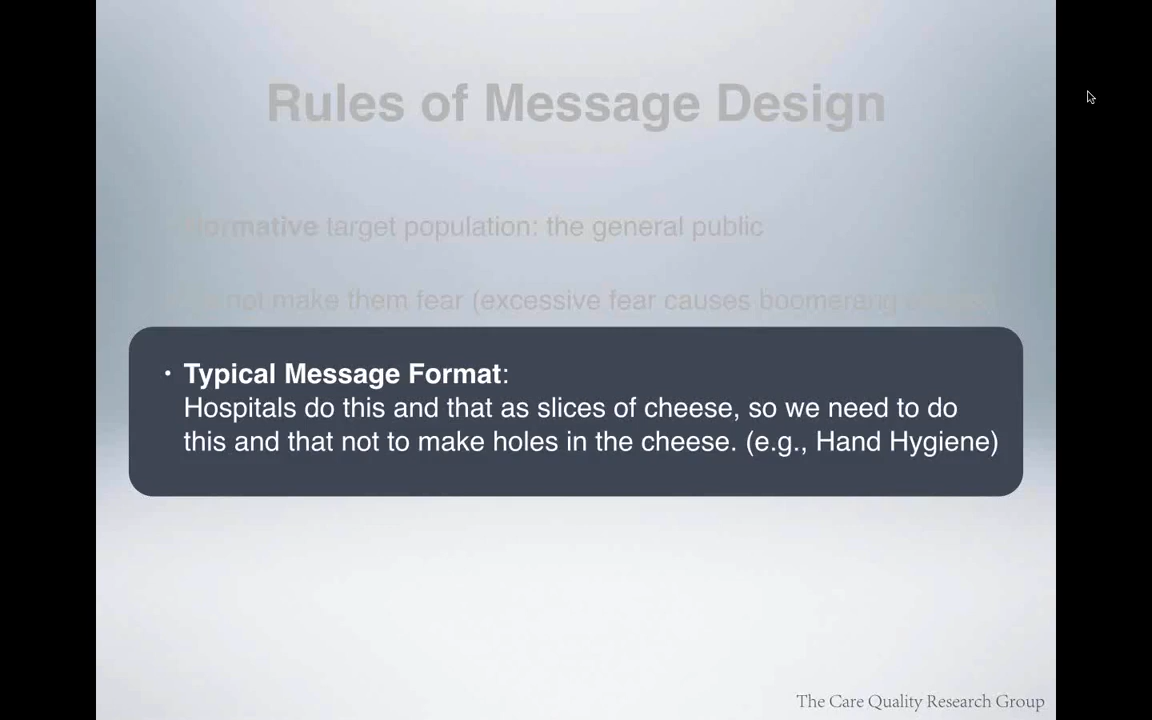 Rules of Message Design
Normative target population: the general public
not make them fear (excessive fear causes boomerang
• Typical Message Format:
Hospitals do this and that as slices of cheese, so we need to do
this and that not to make holes in the cheese. (e.g., Hand Hygiene)
The Care Quality Research Group